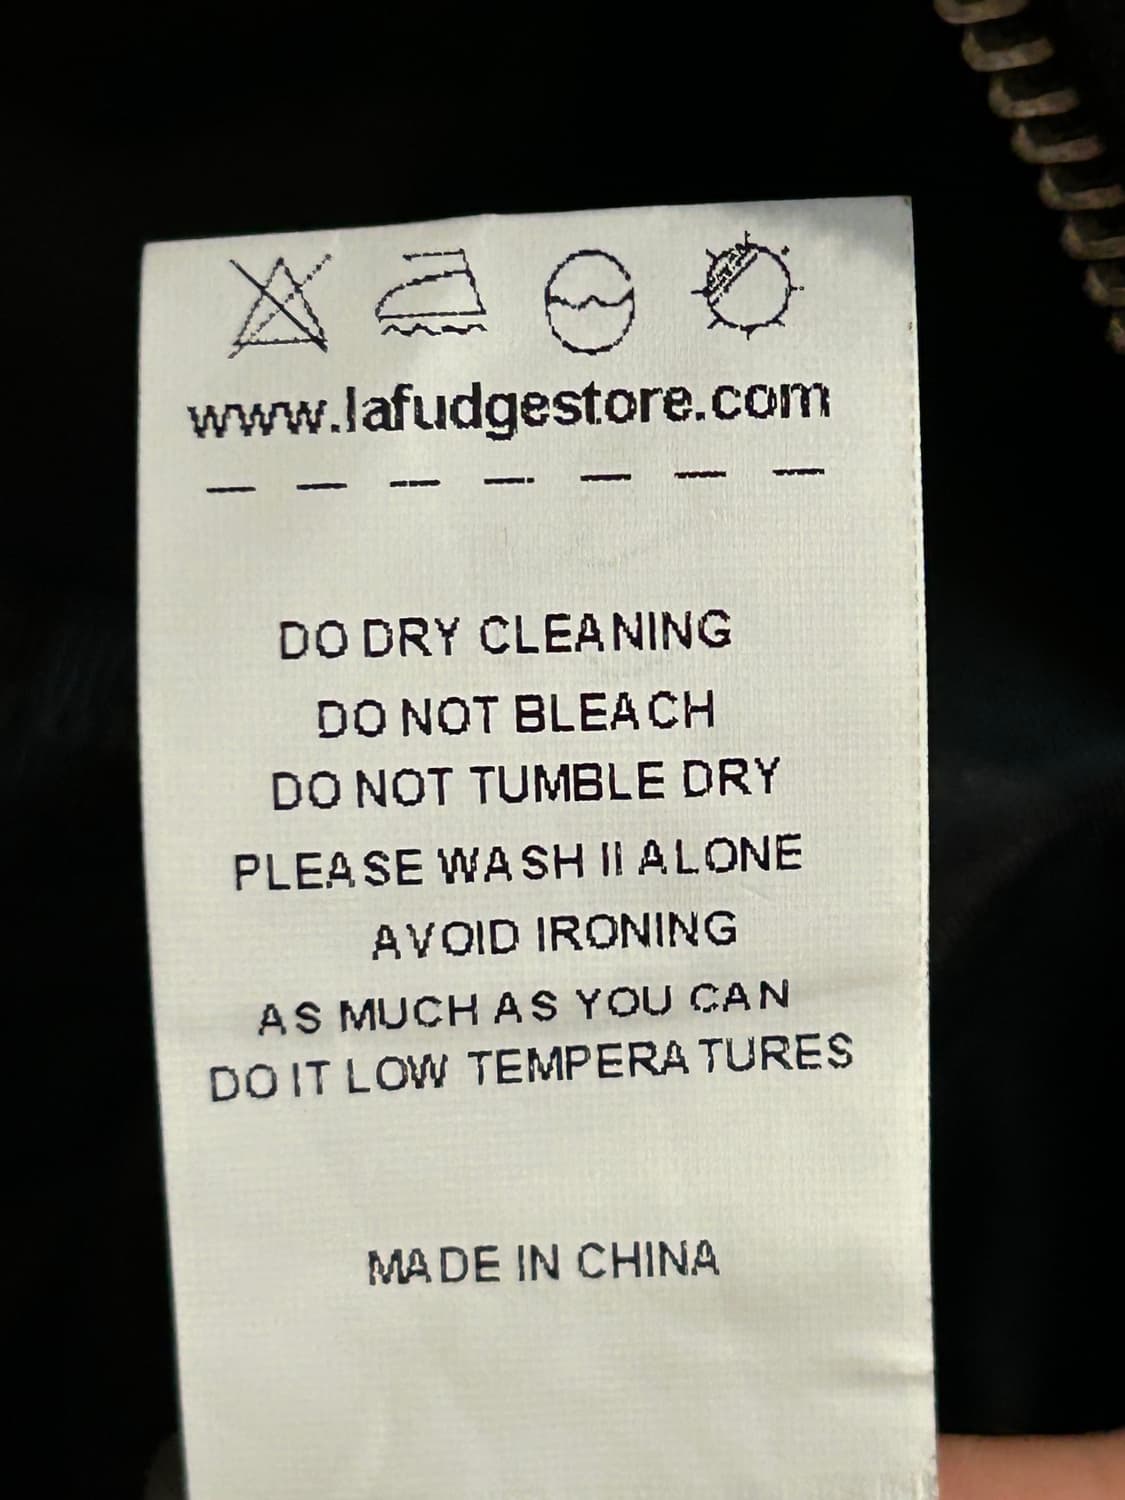 www.lafudgestore.com
DO DRY CLEANING
DO NOT BLEACH
DO NOT TUMBLE DRY
PLEASE WASH II ALONE
AVOID IRONING
AS MUCH AS YOU CAN
DO IT LOW TEMPERATURES
MADE IN CHINA